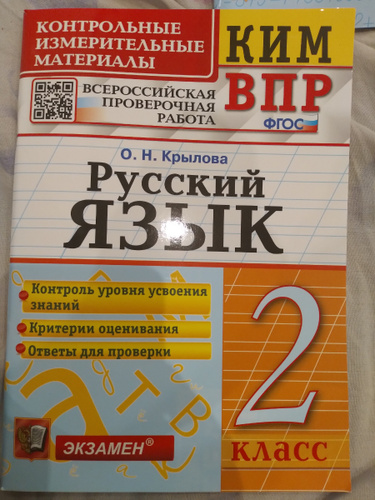 КОНТРОЛЬНЫЕ
ИЗМЕРИТЕЛЬНЫЕ
МАТЕРИАЛЫ
КИМ
ВСЕРОССИЙСКАЯ
ПРОВЕРОЧНАЯ
РАБОТА
ВПР
ФГОС
О. Н. Крылова
Русский
ЯЗЫК
Контроль уровня усвоения
знаний
Критерии оценивания
Ответы для проверки
2
класс
ЭКЗАМЕН®